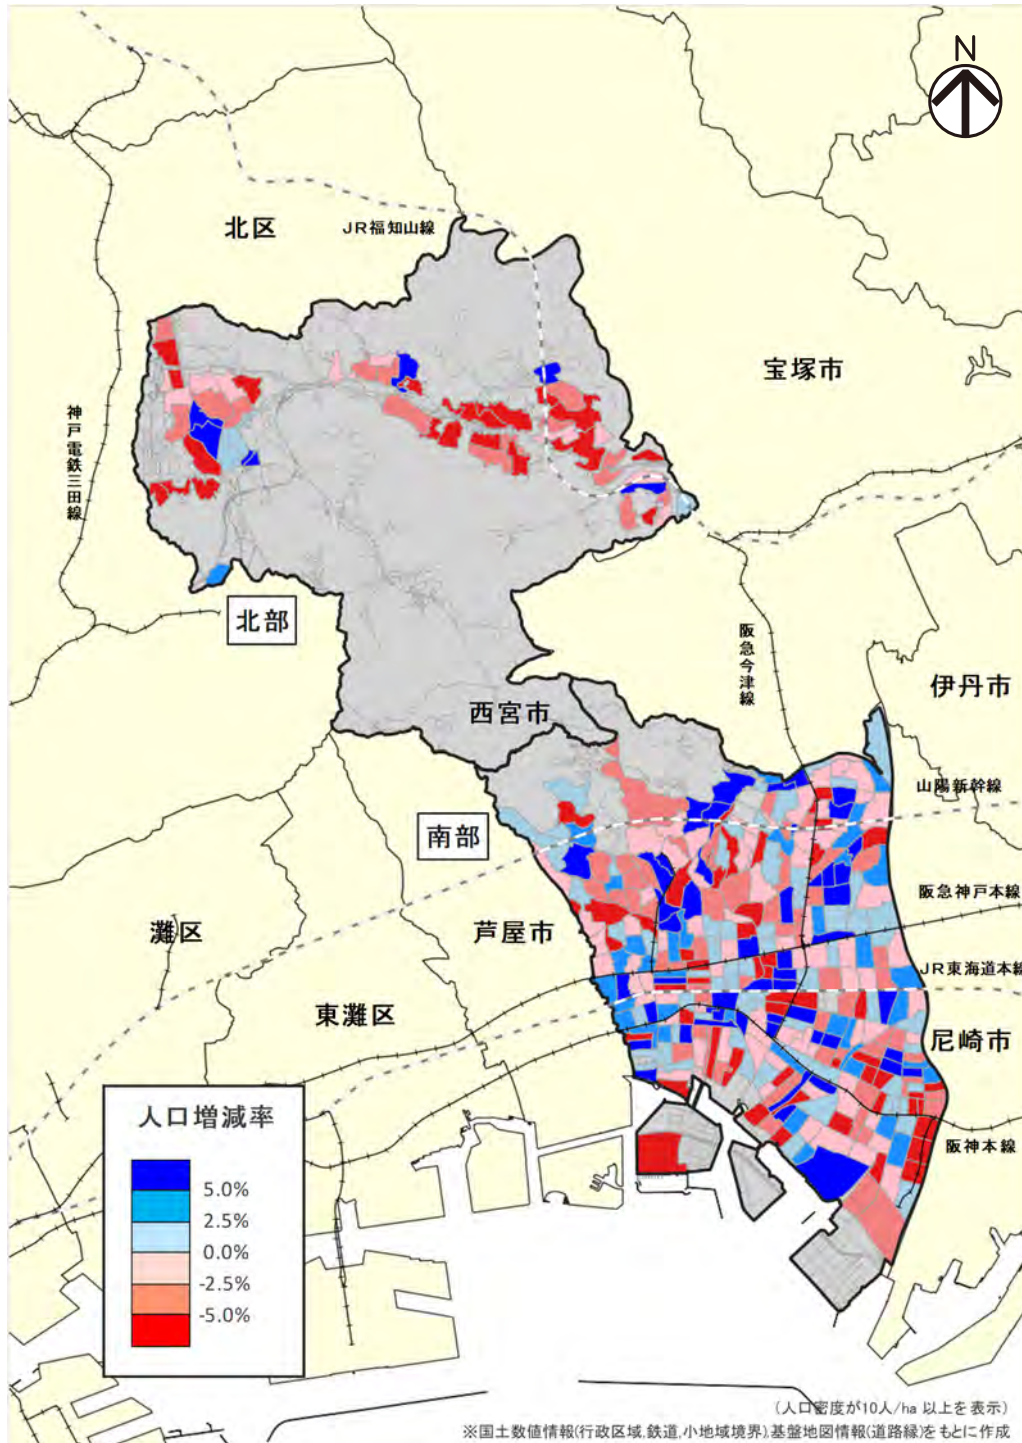 N
北区
JR福知山線
宝塚市
神戸電鉄三田線
北部
阪急今津線
伊丹市
西宮市
山陽新幹線
南部
阪急神戸本線
灘区
芦屋市
JR東海道本線
東灘区
尼崎市
人口増減率
阪神本線
5.0%
2.5%
0.0%
-2.5%
-5.0%
(人口密度が10人/ha 以上を表示)
※国土数値情報(行政区域,鉄道,小地域境界),基盤地図情報(道路縁)をもとに作成